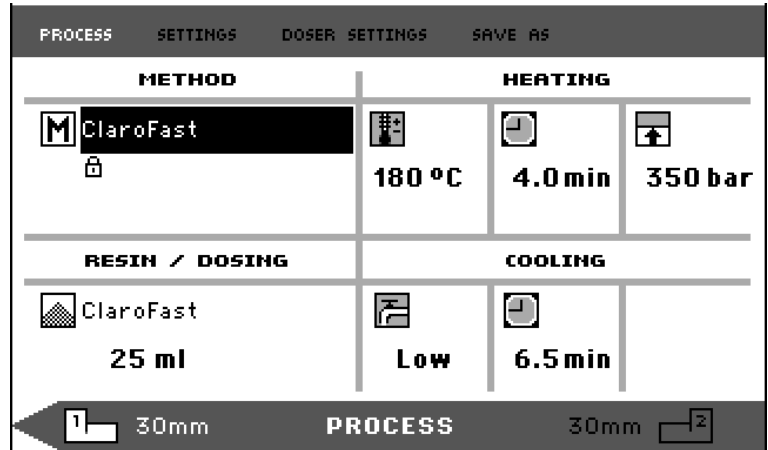 PROCESS SETTINGS DOSER SETTINGS SAVE AS
METHOD HEATING
M ClaroFast
180 ºC 4.0 min 350 bar
RESIN / DOSING COOLING
ClaroFast
25 ml Low 6.5 min
1 30mm PROCESS 30mm 2